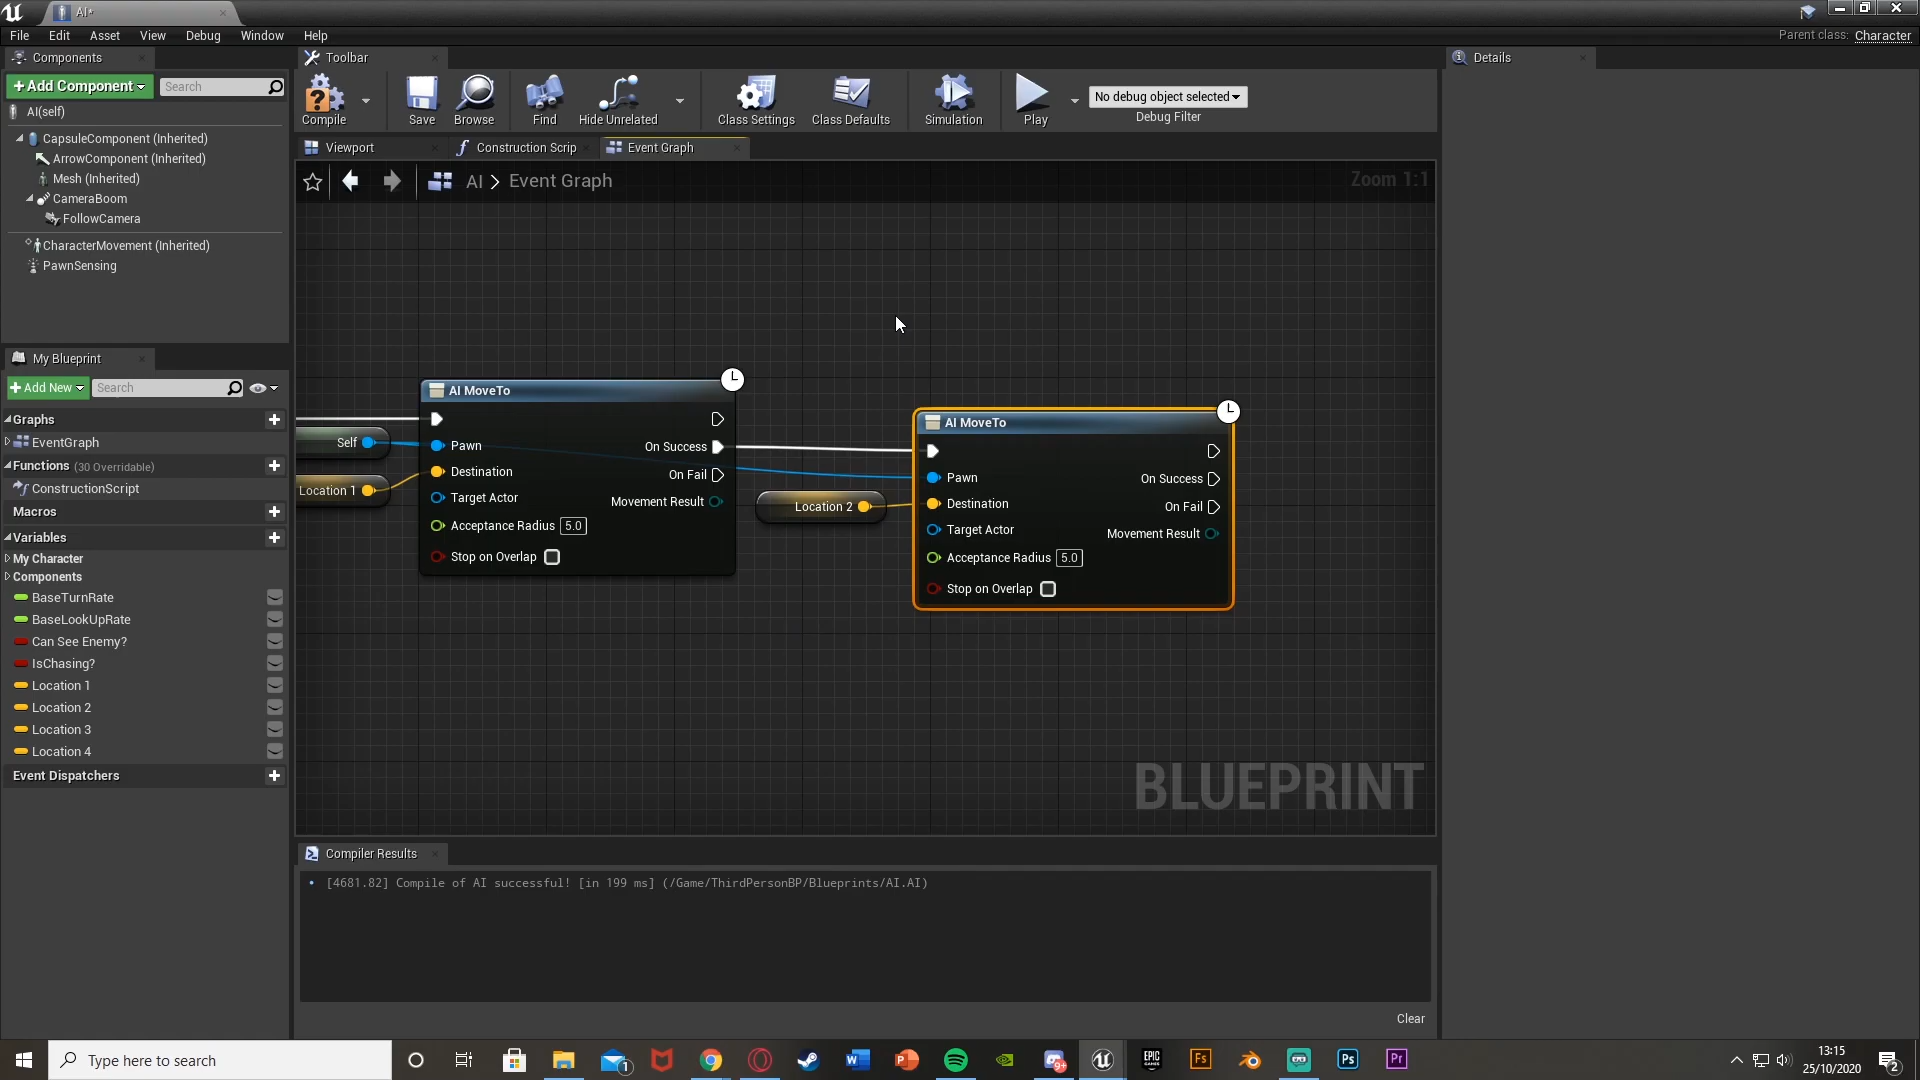 AI*
File Edit Asset View Debug Window Help
Parent class: Character
Components
Toolbar
Details
+Add Component
Search
AI(self)
Compile
Save
Browse
Find
Hide Unrelated
Class Settings
Class Defaults
Simulation
Play
No debug object selected
Debug Filter
CapsuleComponent (Inherited)
ArrowComponent (Inherited)
Mesh (Inherited)
CameraBoom
FollowCamera
CharacterMovement (Inherited)
PawnSensing
Viewport
Construction Scrip
Event Graph
AI > Event Graph
Zoom 1:1
My Blueprint
+Add New
Search
Graphs
EventGraph
Functions (30 Overridable)
ConstructionScript
Macros
Variables
My Character
Components
BaseTurnRate
BaseLookUpRate
Can See Enemy?
IsChasing?
Location 1
Location 2
Location 3
Location 4
Event Dispatchers
Self
Location 1
AI MoveTo
Pawn
On Success
Destination
On Fail
Target Actor
Movement Result
Acceptance Radius 5.0
Stop on Overlap
Location 2
AI MoveTo
Pawn
On Success
Destination
On Fail
Target Actor
Movement Result
Acceptance Radius 5.0
Stop on Overlap
BLUEPRINT
Compiler Results
[4681.82] Compile of AI successful! [in 199 ms] (/Game/ThirdPersonBP/Blueprints/AI.AI)
Clear
Type here to search
1
W
P
9+
EPIC
GAMES
Fs
Ps
Pr
13:15
25/10/2020
2